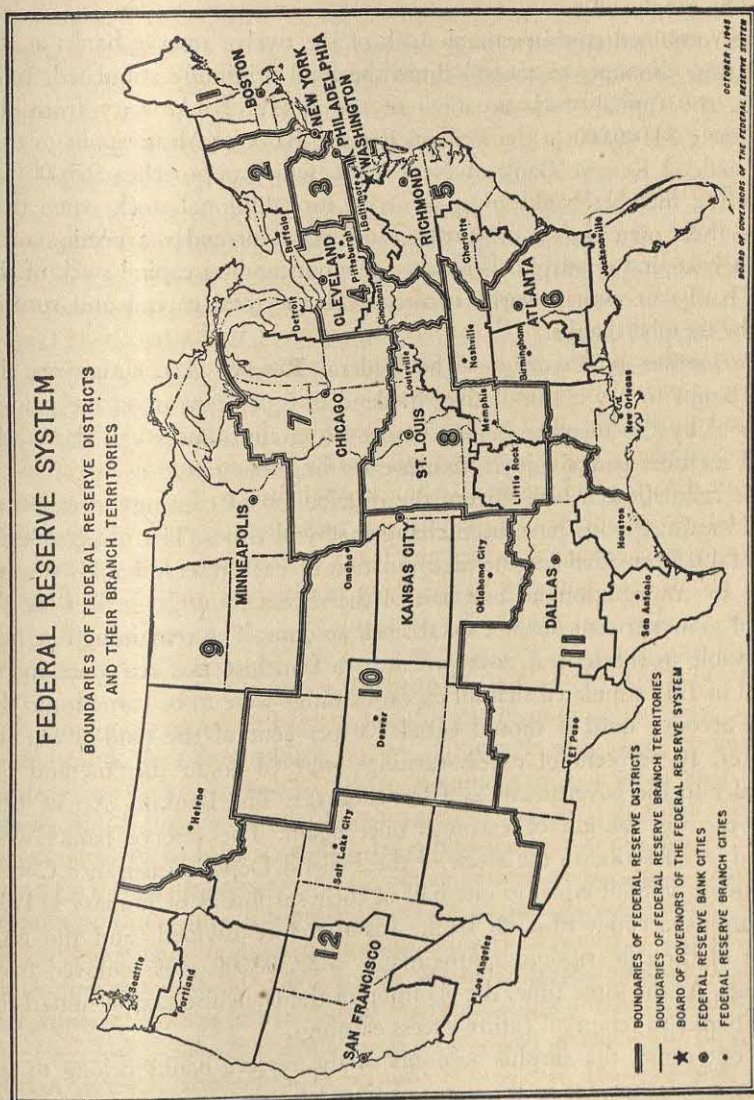 FEDERAL RESERVE SYSTEM
BOUNDARIES OF FEDERAL RESERVE DISTRICTS
AND THEIR BRANCH TERRITORIES
Seattle
Portland
Helena
9
MINNEAPOLIS
12
SAN FRANCISCO
Salt Lake City
Los Angeles
10
Denver
Omaha
KANSAS CITY
Oklahoma City
11
DALLAS
El Paso
Houston
San Antonio
7
CHICAGO
Detroit
8
ST. LOUIS
Louisville
Memphis
Little Rock
New Orleans
4
CLEVELAND
Pittsburgh
Cincinnati
1
BOSTON
2
NEW YORK
Buffalo
3
PHILADELPHIA
WASHINGTON
Baltimore
5
RICHMOND
Charlotte
6
ATLANTA
Nashville
Birmingham
Jacksonville
BOUNDARIES OF FEDERAL RESERVE DISTRICTS
BOUNDARIES OF FEDERAL RESERVE BRANCH TERRITORIES
BOARD OF GOVERNORS OF THE FEDERAL RESERVE SYSTEM
FEDERAL RESERVE BANK CITIES
FEDERAL RESERVE BRANCH CITIES
OCTOBER 1, 1945
BOARD OF GOVERNORS OF THE FEDERAL RESERVE SYSTEM